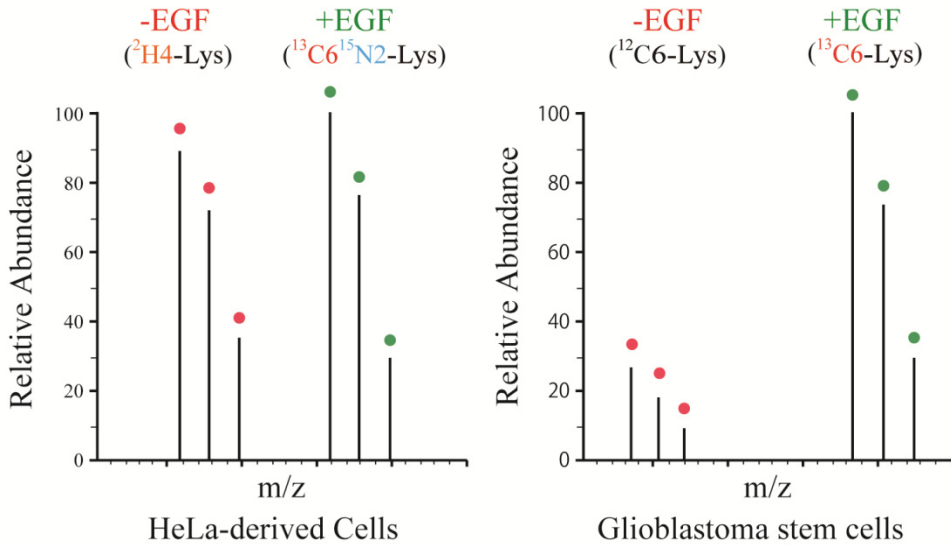 -EGF
(²H4-Lys)
+EGF
(¹³C6¹⁵N2-Lys)
Relative Abundance
100
80
60
40
20
0
m/z
HeLa-derived Cells
-EGF
(¹²C6-Lys)
+EGF
(¹³C6-Lys)
Relative Abundance
100
80
60
40
20
0
m/z
Glioblastoma stem cells